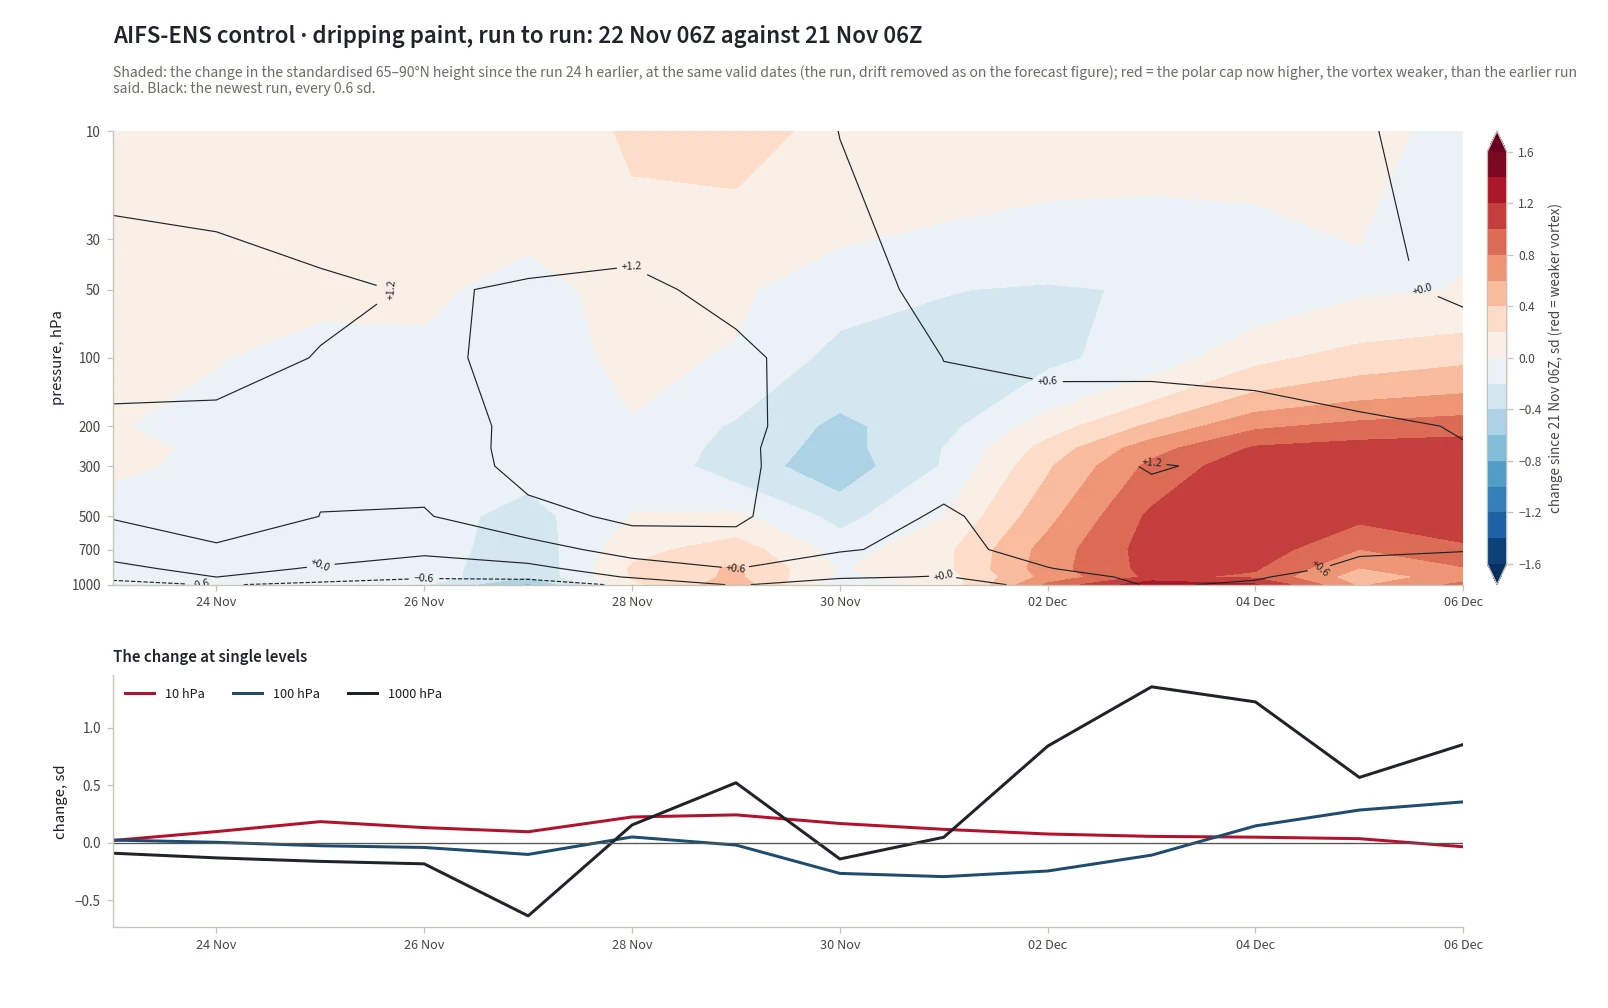 AIFS-ENS control · dripping paint, run to run: 22 Nov 06Z against 21 Nov 06Z
Shaded: the change in the standardised 65–90°N height since the run 24 h earlier, at the same valid dates (the run, drift removed as on the forecast figure); red = the polar cap now higher, the vortex weaker, than the earlier run
said. Black: the newest run, every 0.6 sd.
10
30
50
100
200
300
500
700
1000
pressure, hPa
+1.2
+1.2
+0.6
+0.0
+1.2
+0.0
−0.6
+0.6
+0.0
+0.6
24 Nov
26 Nov
28 Nov
30 Nov
02 Dec
04 Dec
06 Dec
1.6
1.2
0.8
0.4
0.0
−0.4
−0.8
−1.2
−1.6
change since 21 Nov 06Z, sd (red = weaker vortex)
The change at single levels
10 hPa
100 hPa
1000 hPa
1.0
0.5
0.0
−0.5
change, sd
24 Nov
26 Nov
28 Nov
30 Nov
02 Dec
04 Dec
06 Dec